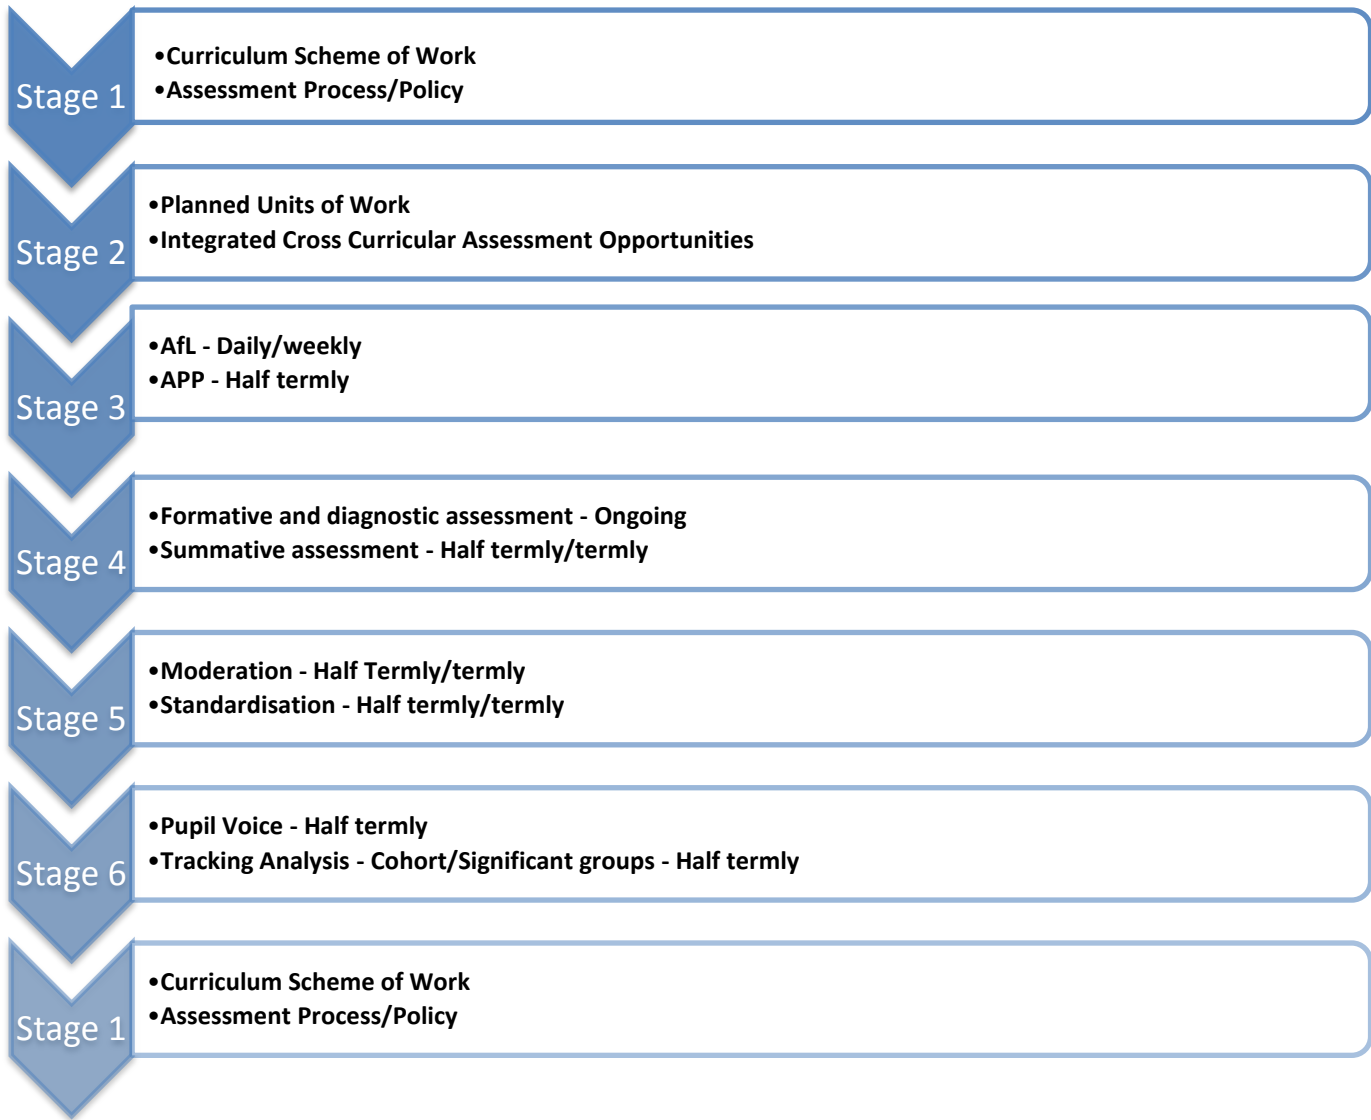 Stage 1
•Curriculum Scheme of Work
•Assessment Process/Policy
Stage 2
•Planned Units of Work
•Integrated Cross Curricular Assessment Opportunities
Stage 3
•AfL - Daily/weekly
•APP - Half termly
Stage 4
•Formative and diagnostic assessment - Ongoing
•Summative assessment - Half termly/termly
Stage 5
•Moderation - Half Termly/termly
•Standardisation - Half termly/termly
Stage 6
•Pupil Voice - Half termly
•Tracking Analysis - Cohort/Significant groups - Half termly
Stage 1
•Curriculum Scheme of Work
•Assessment Process/Policy